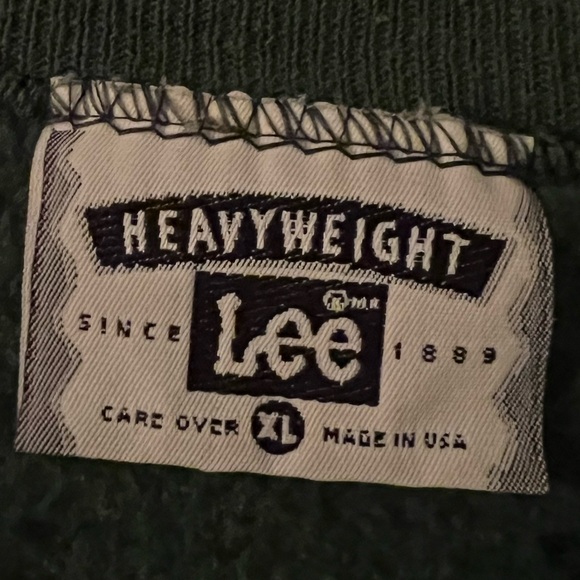 HEAVYWEIGHT
SINCE Lee 1889
CARE OVER XL MADE IN USA